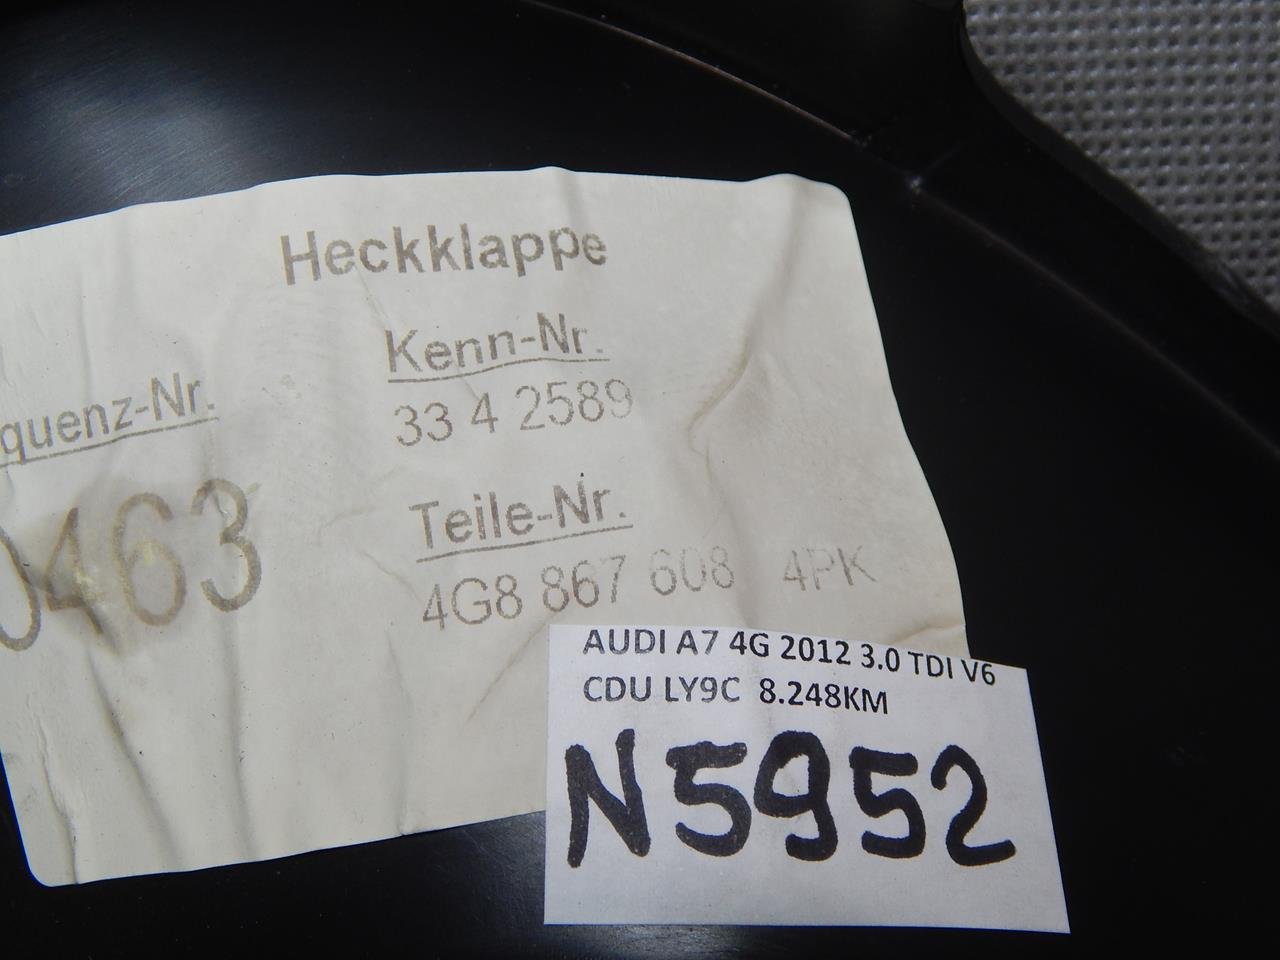 Heckklappe
quenz-Nr.
0463
Kenn-Nr.
33 4 2589
Teile-Nr.
4G8 867 608 4PK
AUDI A7 4G 2012 3.0 TDI V6
CDU LY9C 8.248KM
N5952